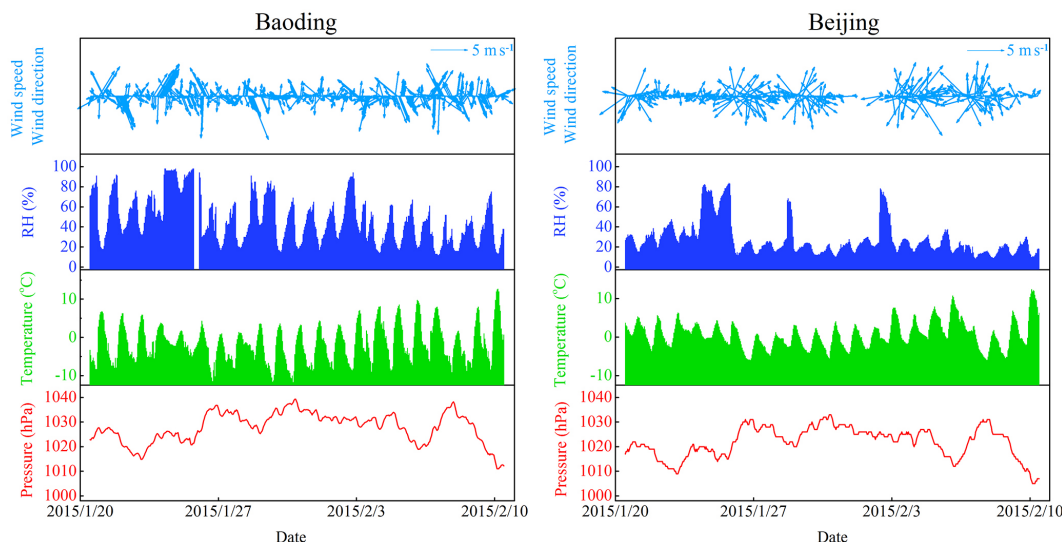 Baoding
Wind speed
Wind direction
5 m s-1
RH (%)
100
80
60
40
20
0
Temperature (°C)
10
0
-10
Pressure (hPa)
1040
1030
1020
1010
1000
2015/1/20
2015/1/27
2015/2/3
2015/2/10
Date
Beijing
Wind speed
Wind direction
5 m s-1
RH (%)
100
80
60
40
20
0
Temperature (°C)
10
0
-10
Pressure (hPa)
1040
1030
1020
1010
1000
2015/1/20
2015/1/27
2015/2/3
2015/2/10
Date